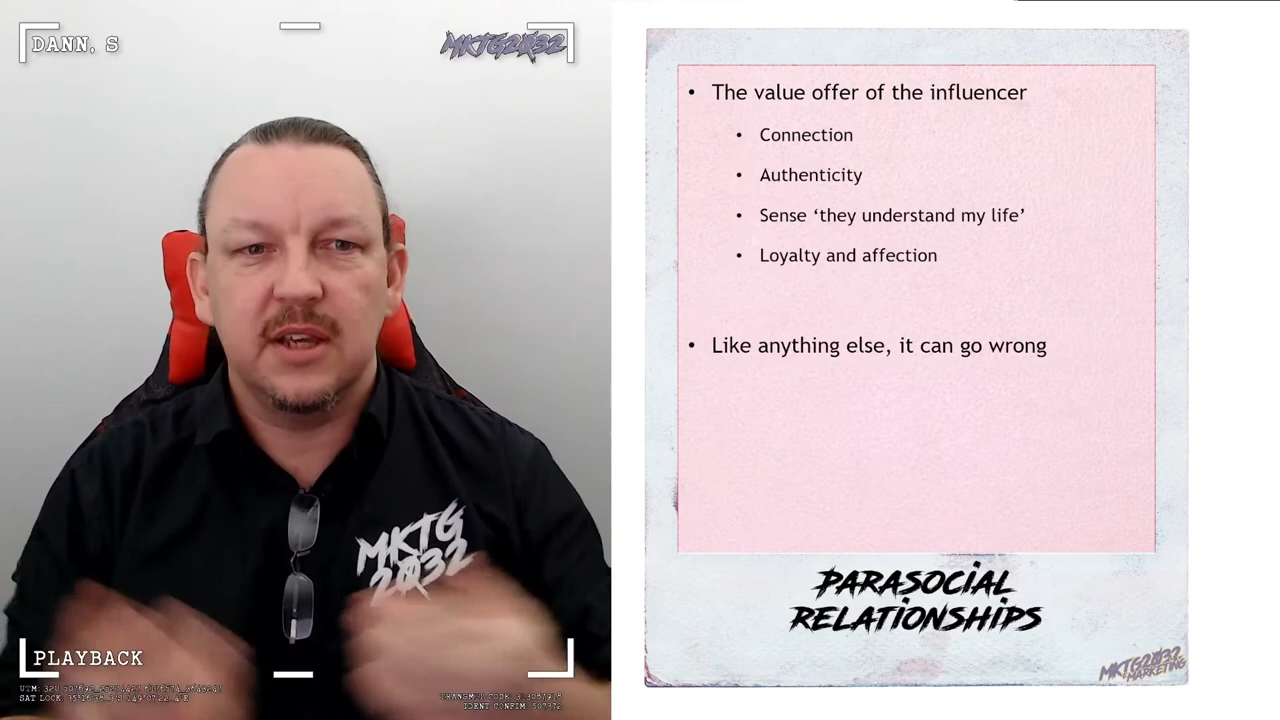 DANN, S
MKTG2032
MKTG
2032
PLAYBACK
• The value offer of the influencer
• Connection
• Authenticity
• Sense ‘they understand my life’
• Loyalty and affection
• Like anything else, it can go wrong
PARASOCIAL
RELATIONSHIPS
MKTG2032
MARKETING